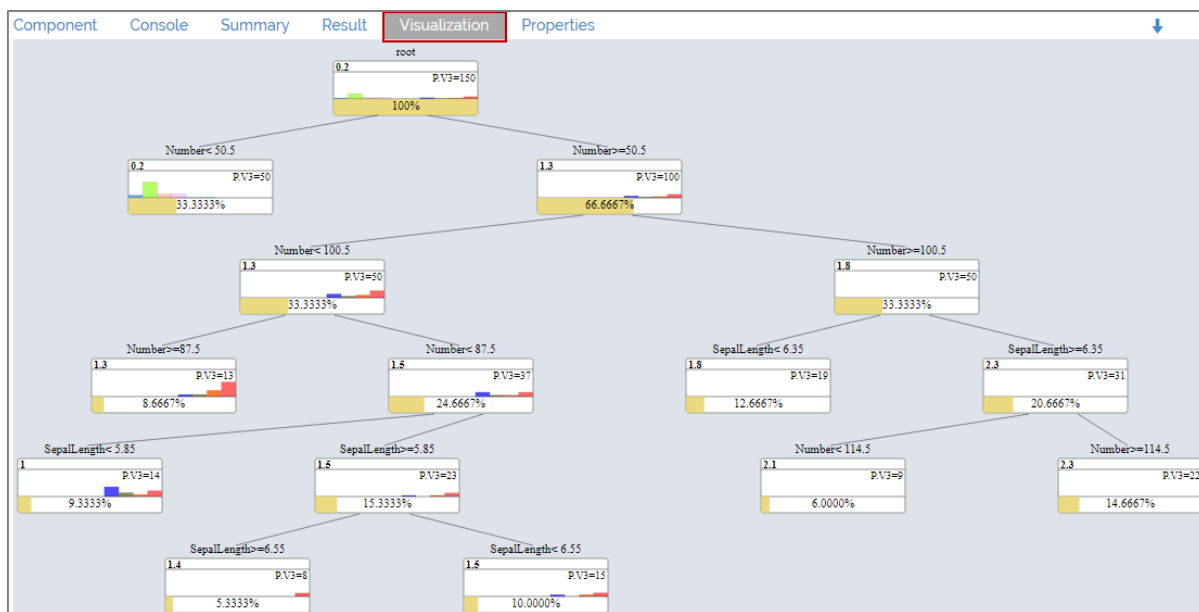 Component Console Summary Result Visualization Properties
root
0.2
P.V3=150
100%
Number< 50.5
0.2
P.V3=50
33.3333%
Number>=50.5
1.3
P.V3=100
66.6667%
Number< 100.5
1.3
P.V3=50
33.3333%
Number>=100.5
1.8
P.V3=50
33.3333%
Number>=87.5
1.3
P.V3=13
8.6667%
Number< 87.5
1.5
P.V3=37
24.6667%
SepalLength< 6.35
1.8
P.V3=19
12.6667%
SepalLength>=6.35
2.3
P.V3=31
20.6667%
SepalLength< 5.85
1
P.V3=14
9.3333%
SepalLength>=5.85
1.5
P.V3=23
15.3333%
Number< 114.5
2.1
P.V3=9
6.0000%
Number>=114.5
2.3
P.V3=22
14.6667%
SepalLength>=6.55
1.4
P.V3=8
5.3333%
SepalLength< 6.55
1.5
P.V3=15
10.0000%